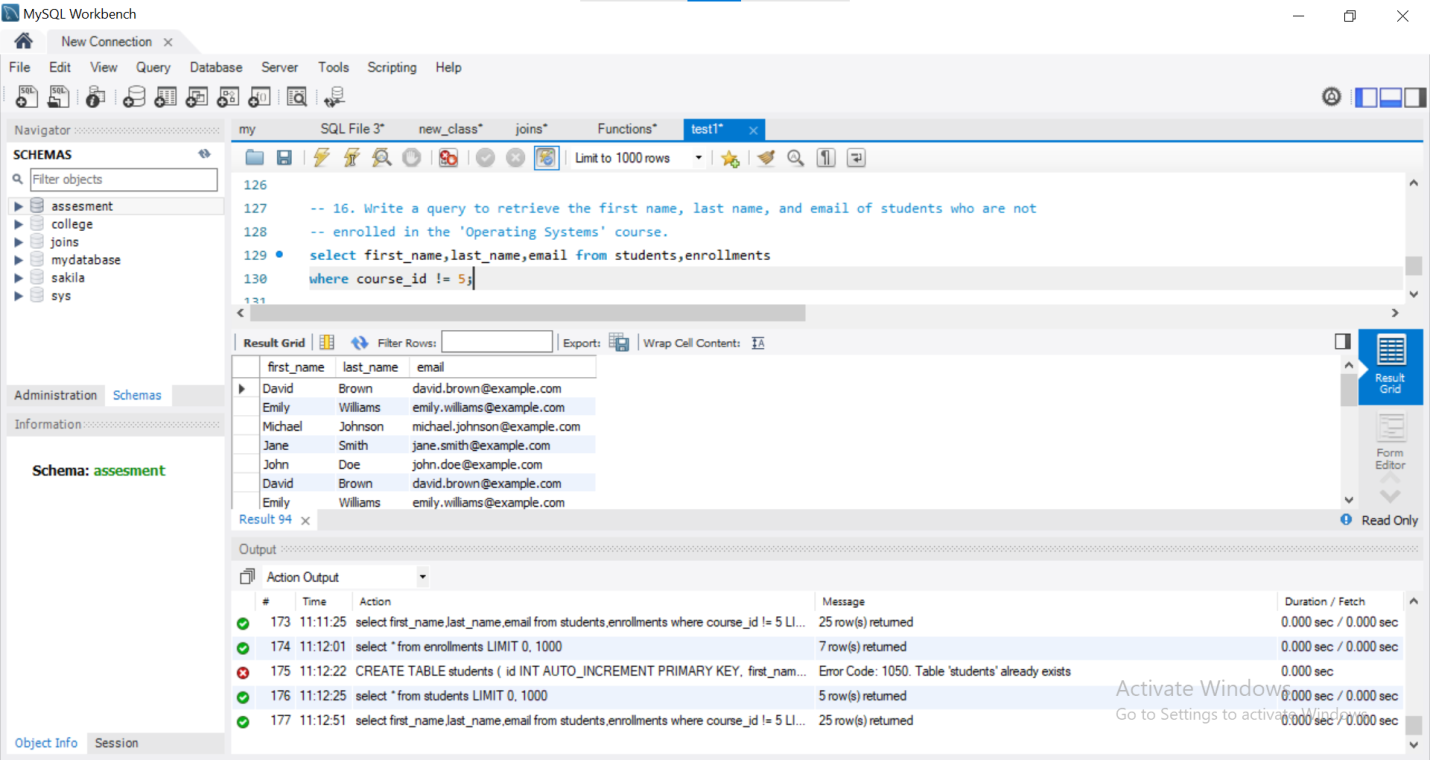 MySQL Workbench
New Connection
File Edit View Query Database Server Tools Scripting Help
Navigator
SCHEMAS
Filter objects
assesment
college
joins
mydatabase
sakila
sys
Administration Schemas
Information
Schema: assesment
Object Info Session
my SQL File 3* new_class* joins* Functions* test1*
Limit to 1000 rows
126
127 -- 16. Write a query to retrieve the first name, last name, and email of students who are not
128 -- enrolled in the 'Operating Systems' course.
129 select first_name,last_name,email from students,enrollments
130 where course_id != 5;
131
Result Grid Filter Rows: Export: Wrap Cell Content:
first_name last_name email
David Brown david.brown@example.com
Emily Williams emily.williams@example.com
Michael Johnson michael.johnson@example.com
Jane Smith jane.smith@example.com
John Doe john.doe@example.com
David Brown david.brown@example.com
Emily Williams emily.williams@example.com
Result Grid
Form Editor
Result 94
Read Only
Output
Action Output
# Time Action Message Duration / Fetch
173 11:11:25 select first_name,last_name,email from students,enrollments where course_id != 5 LI... 25 row(s) returned 0.000 sec / 0.000 sec
174 11:12:01 select * from enrollments LIMIT 0, 1000 7 row(s) returned 0.000 sec / 0.000 sec
175 11:12:22 CREATE TABLE students ( id INT AUTO_INCREMENT PRIMARY KEY, first_nam... Error Code: 1050. Table 'students' already exists 0.000 sec
176 11:12:25 select * from students LIMIT 0, 1000 5 row(s) returned 0.000 sec / 0.000 sec
177 11:12:51 select first_name,last_name,email from students,enrollments where course_id != 5 LI... 25 row(s) returned 0.000 sec / 0.000 sec
Activate Windows
Go to Settings to activate Windows.